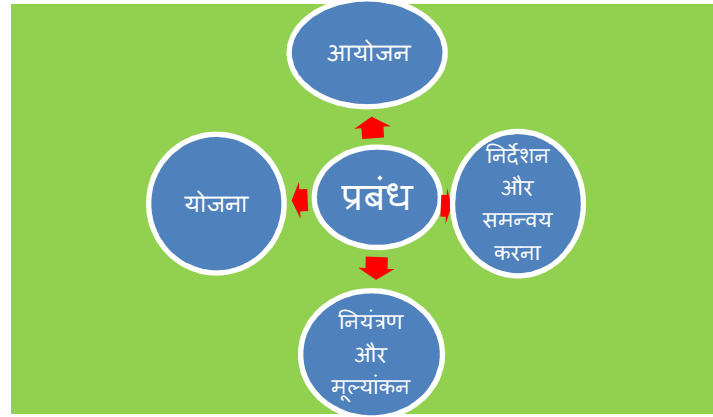 आयोजन
योजना
प्रबंध
निर्देशन
और
समन्वय
करना
नियंत्रण
और
मूल्यांकन